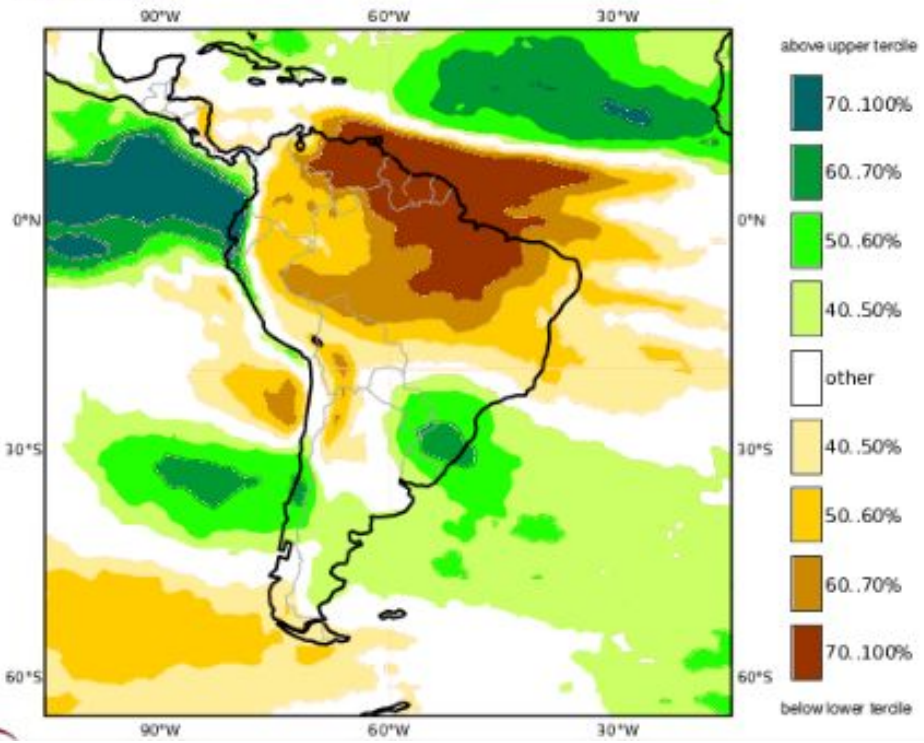 90°W 60°W 30°W
above upper tercile
70..100%
60..70%
50..60%
40..50%
other
40..50%
50..60%
60..70%
70..100%
below lower tercile
0°N 0°N
30°S 30°S
60°S 60°S
90°W 60°W 30°W